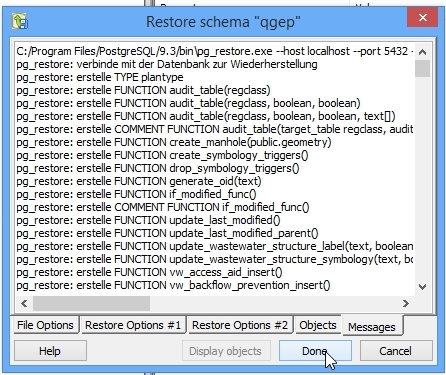 Restore schema "qgep"
C:/Program Files/PostgreSQL/9.3/bin\pg_restore.exe --host localhost --port 5432 -
pg_restore: verbinde mit der Datenbank zur Wiederherstellung
pg_restore: erstelle TYPE plantype
pg_restore: erstelle FUNCTION audit_table(regclass)
pg_restore: erstelle FUNCTION audit_table(regclass, boolean, boolean)
pg_restore: erstelle FUNCTION audit_table(regclass, boolean, boolean, text[])
pg_restore: erstelle COMMENT FUNCTION audit_table(target_table regclass, audit
pg_restore: erstelle FUNCTION create_manhole(public.geometry)
pg_restore: erstelle FUNCTION create_symbology_triggers()
pg_restore: erstelle FUNCTION drop_symbology_triggers()
pg_restore: erstelle FUNCTION generate_oid(text)
pg_restore: erstelle FUNCTION if_modified_func()
pg_restore: erstelle COMMENT FUNCTION if_modified_func()
pg_restore: erstelle FUNCTION update_last_modified()
pg_restore: erstelle FUNCTION update_last_modified_parent()
pg_restore: erstelle FUNCTION update_wastewater_structure_label(text, boolean
pg_restore: erstelle FUNCTION update_wastewater_structure_symbology(text, bo
pg_restore: erstelle FUNCTION vw_access_aid_insert()
pg_restore: erstelle FUNCTION vw_backflow_prevention_insert()
File Options Restore Options #1 Restore Options #2 Objects Messages
Help Display objects Done Cancel